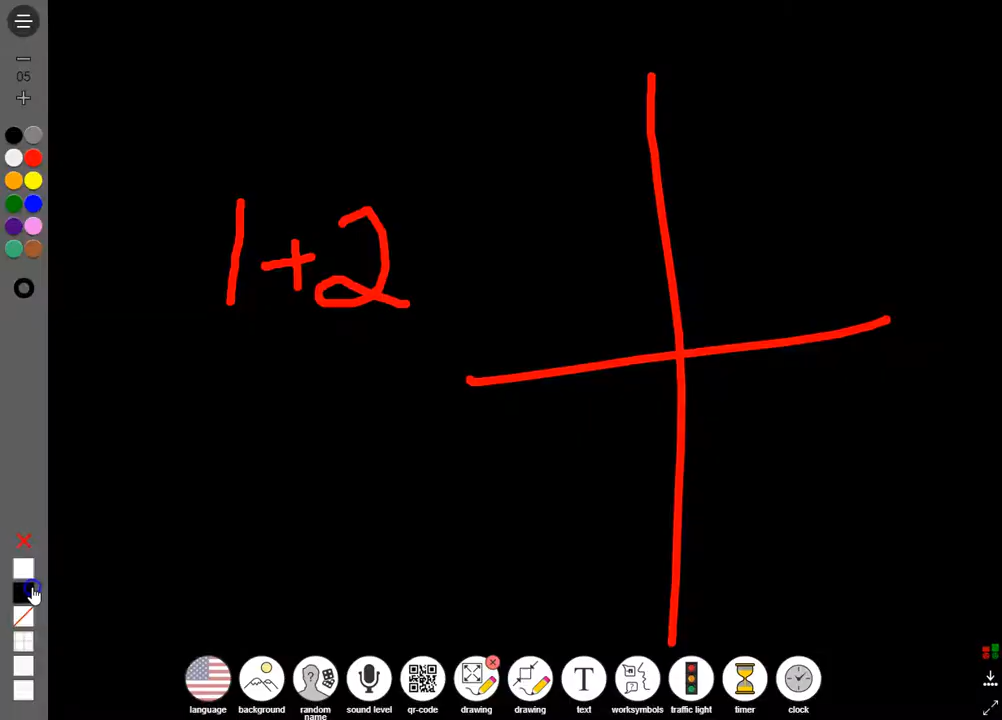 05
1+2
language
background
random
name
sound level
qr-code
drawing
drawing
text
worksymbols
traffic light
timer
clock